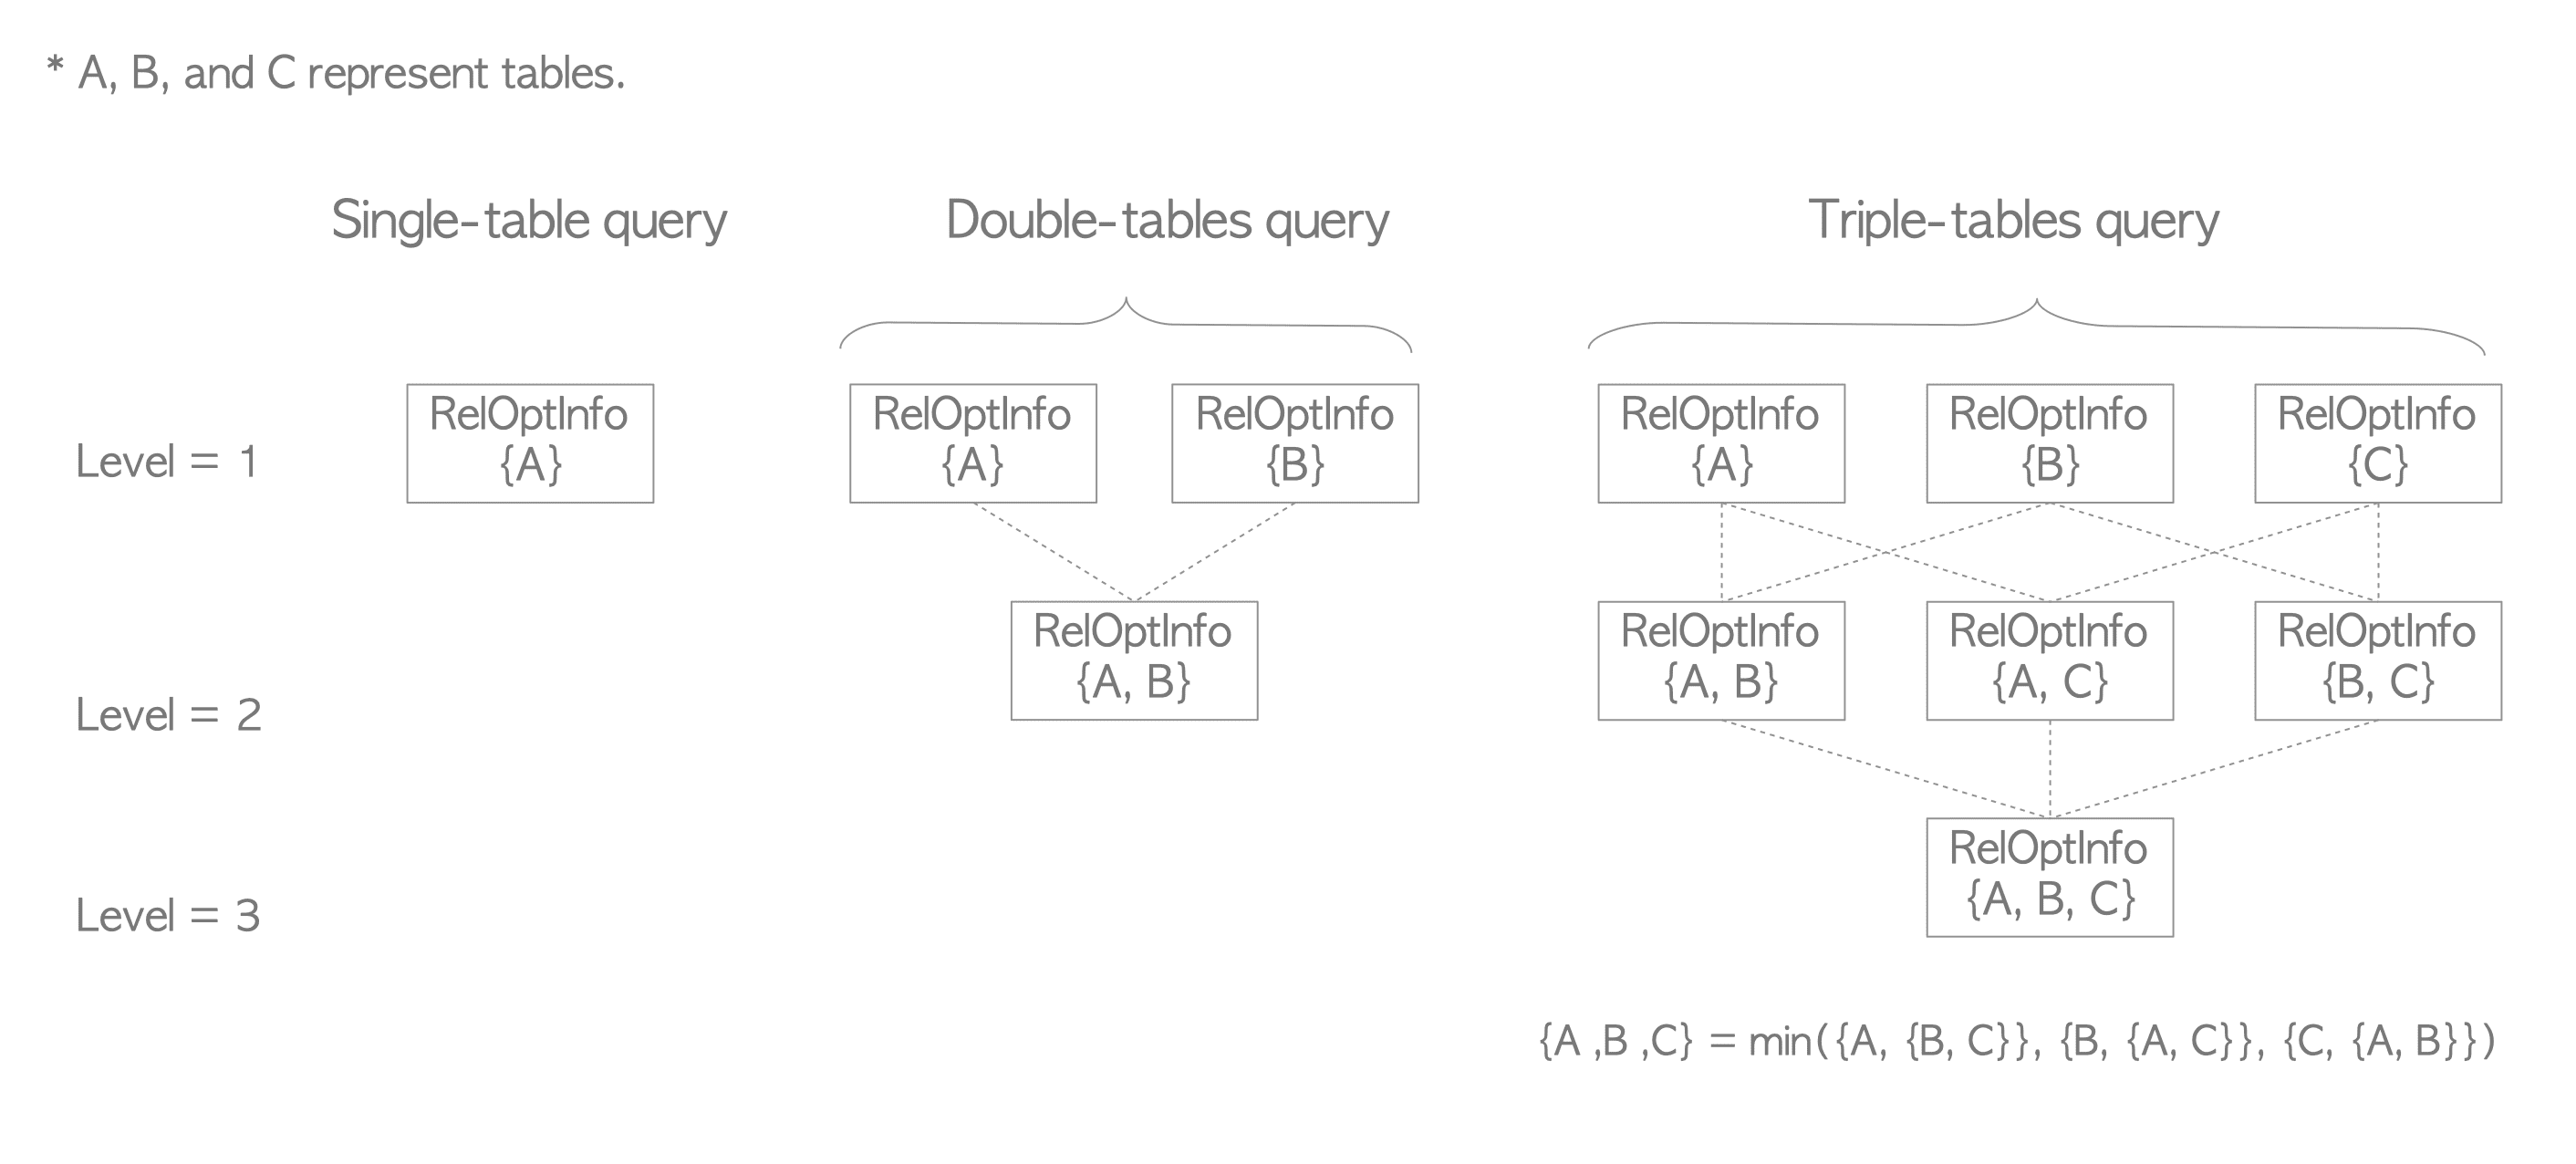 * A, B, and C represent tables.
Single-table query
Double-tables query
Triple-tables query
Level = 1
RelOptInfo
{A}
RelOptInfo
{A}
RelOptInfo
{B}
RelOptInfo
{A}
RelOptInfo
{B}
RelOptInfo
{C}
Level = 2
RelOptInfo
{A, B}
RelOptInfo
{A, B}
RelOptInfo
{A, C}
RelOptInfo
{B, C}
Level = 3
RelOptInfo
{A, B, C}
{A ,B ,C} = min({A, {B, C}}, {B, {A, C}}, {C, {A, B}})